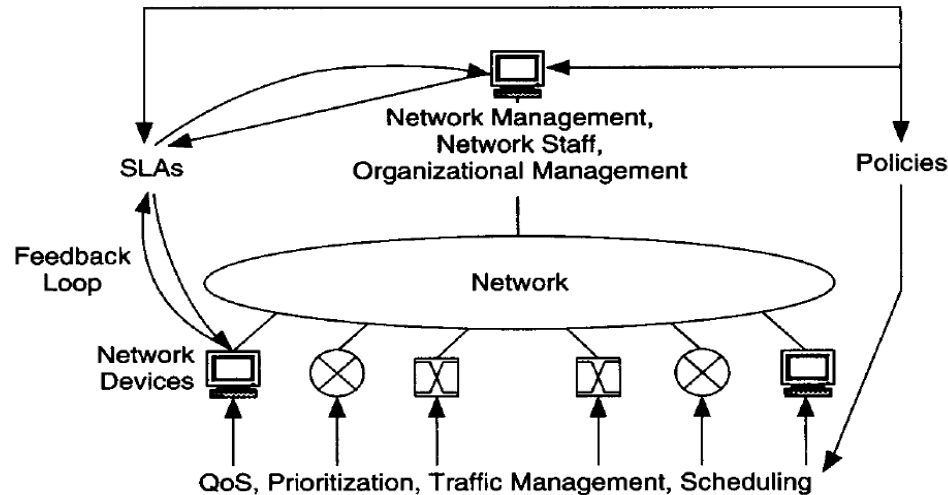 Network Management,
Network Staff,
Organizational Management
SLAs
Policies
Feedback
Loop
Network
Network
Devices
QoS, Prioritization, Traffic Management, Scheduling